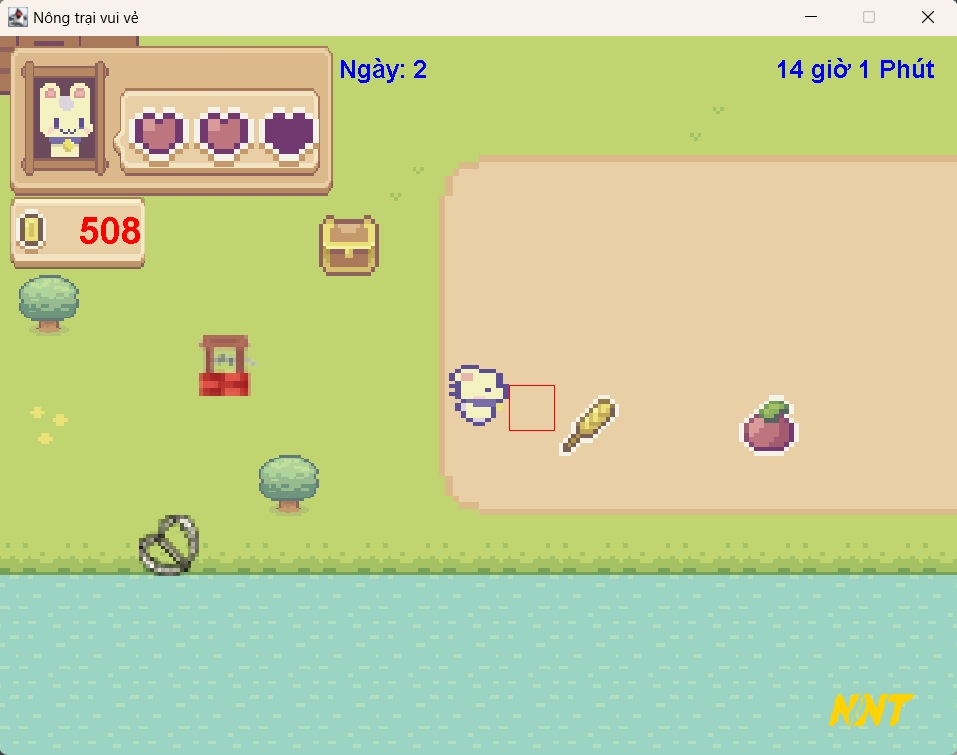 Nông trại vui vẻ
Ngày: 2
14 giờ 1 Phút
508
NNT